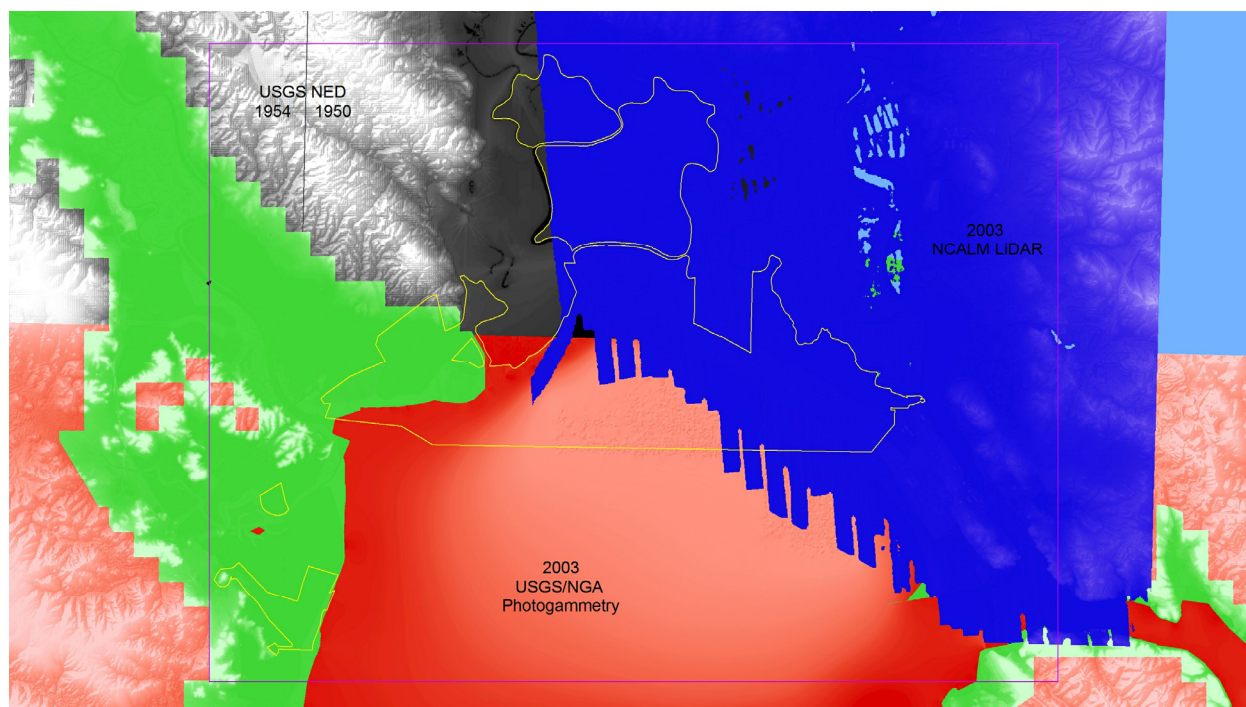 USGS NED
1954 1950
2003
NCALM LiDAR
2003
USGS/NGA
Photogammetry